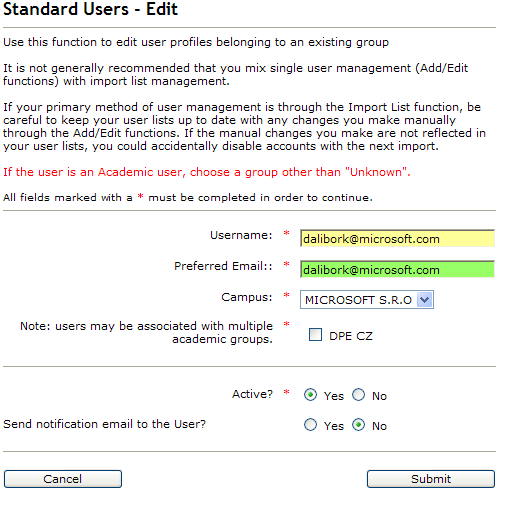 Standard Users - Edit
Use this function to edit user profiles belonging to an existing group
It is not generally recommended that you mix single user management (Add/Edit
functions) with import list management.
If your primary method of user management is through the Import List function, be
careful to keep your user lists up to date with any changes you make manually
through the Add/Edit functions. If the manual changes you make are not reflected in
your user lists, you could accidentally disable accounts with the next import.
If the user is an Academic user, choose a group other than "Unknown".
All fields marked with a * must be completed in order to continue.
Username: * dalibork@microsoft.com
Preferred Email:: * dalibork@microsoft.com
Campus: * MICROSOFT S.R.O
Note: users may be associated with multiple *
academic groups. DPE CZ
Active? * Yes No
Send notification email to the User? Yes No
Cancel Submit